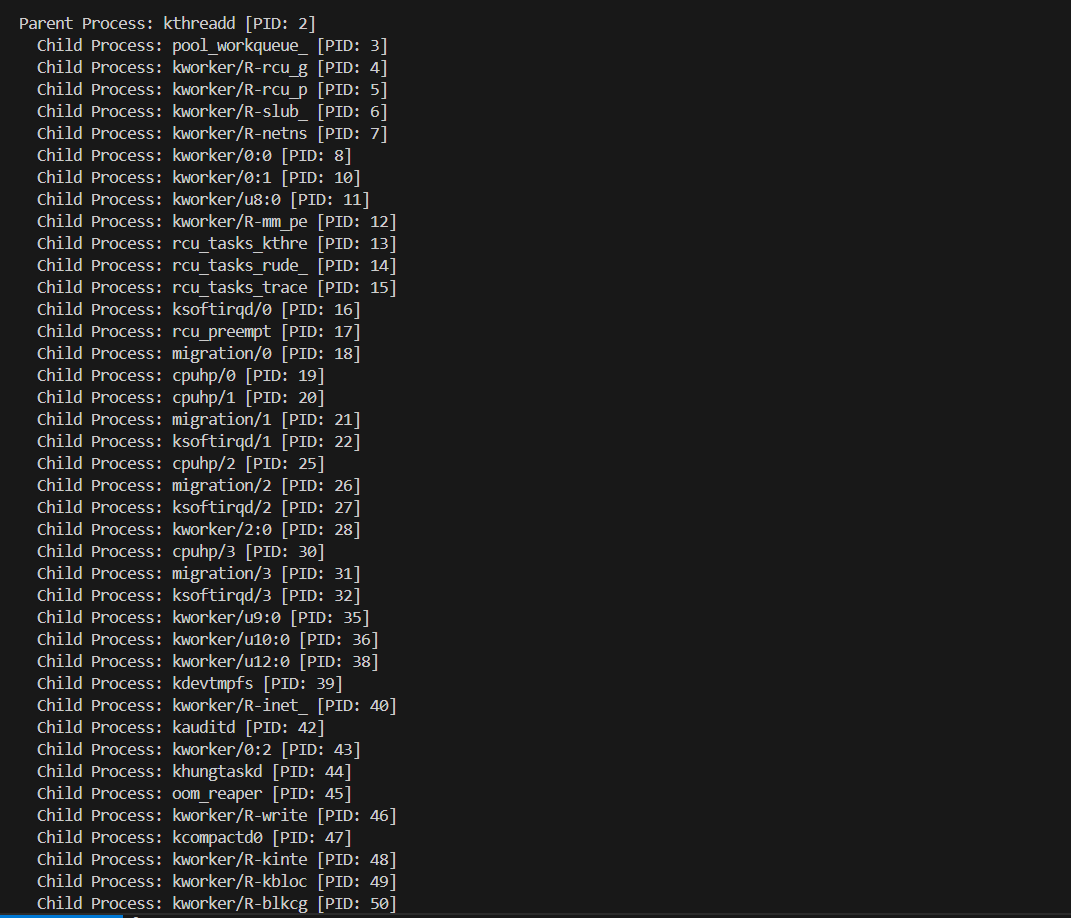 Parent Process: kthreadd [PID: 2]
Child Process: pool_workqueue_ [PID: 3]
Child Process: kworker/R-rcu_g [PID: 4]
Child Process: kworker/R-rcu_p [PID: 5]
Child Process: kworker/R-slub_ [PID: 6]
Child Process: kworker/R-netns [PID: 7]
Child Process: kworker/0:0 [PID: 8]
Child Process: kworker/0:1 [PID: 10]
Child Process: kworker/u8:0 [PID: 11]
Child Process: kworker/R-mm_pe [PID: 12]
Child Process: rcu_tasks_kthre [PID: 13]
Child Process: rcu_tasks_rude_ [PID: 14]
Child Process: rcu_tasks_trace [PID: 15]
Child Process: ksoftirqd/0 [PID: 16]
Child Process: rcu_preempt [PID: 17]
Child Process: migration/0 [PID: 18]
Child Process: cpuhp/0 [PID: 19]
Child Process: cpuhp/1 [PID: 20]
Child Process: migration/1 [PID: 21]
Child Process: ksoftirqd/1 [PID: 22]
Child Process: cpuhp/2 [PID: 25]
Child Process: migration/2 [PID: 26]
Child Process: ksoftirqd/2 [PID: 27]
Child Process: kworker/2:0 [PID: 28]
Child Process: cpuhp/3 [PID: 30]
Child Process: migration/3 [PID: 31]
Child Process: ksoftirqd/3 [PID: 32]
Child Process: kworker/u9:0 [PID: 35]
Child Process: kworker/u10:0 [PID: 36]
Child Process: kworker/u12:0 [PID: 38]
Child Process: kdevtmpfs [PID: 39]
Child Process: kworker/R-inet_ [PID: 40]
Child Process: kauditd [PID: 42]
Child Process: kworker/0:2 [PID: 43]
Child Process: khungtaskd [PID: 44]
Child Process: oom_reaper [PID: 45]
Child Process: kworker/R-write [PID: 46]
Child Process: kcompactd0 [PID: 47]
Child Process: kworker/R-kinte [PID: 48]
Child Process: kworker/R-kbloc [PID: 49]
Child Process: kworker/R-blkcg [PID: 50]